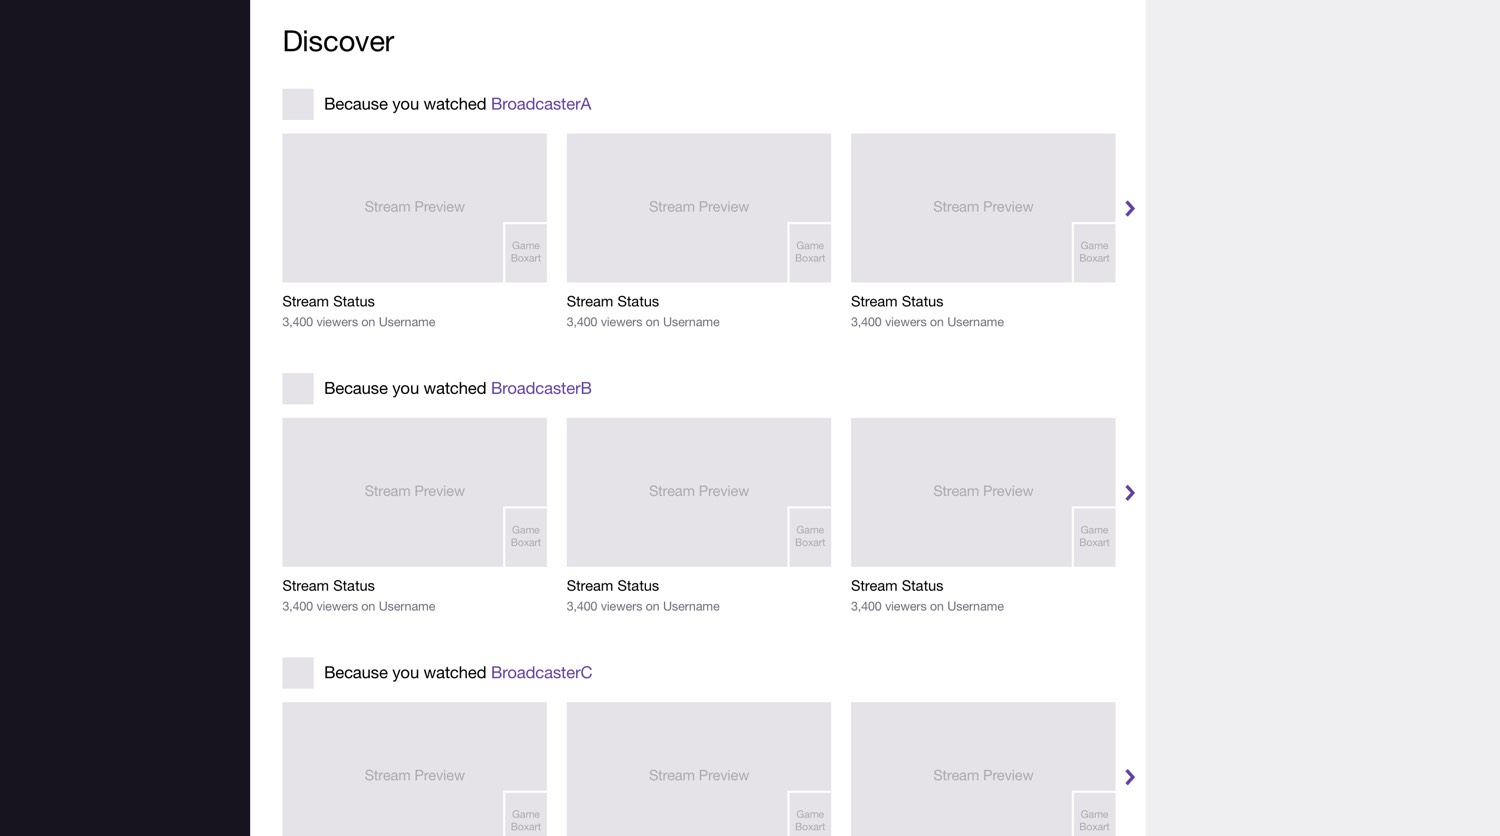 Discover
Because you watched BroadcasterA
Stream Preview
Game
Boxart
Stream Preview
Game
Boxart
Stream Preview
Game
Boxart
Stream Status
3,400 viewers on Username
Stream Status
3,400 viewers on Username
Stream Status
3,400 viewers on Username
Because you watched BroadcasterB
Stream Preview
Game
Boxart
Stream Preview
Game
Boxart
Stream Preview
Game
Boxart
Stream Status
3,400 viewers on Username
Stream Status
3,400 viewers on Username
Stream Status
3,400 viewers on Username
Because you watched BroadcasterC
Stream Preview
Game
Boxart
Stream Preview
Game
Boxart
Stream Preview
Game
Boxart